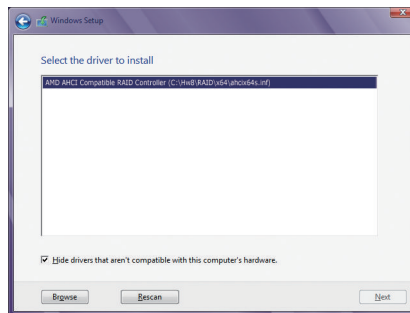 Windows Setup
Select the driver to install
AMD AHCI Compatible RAID Controller (C:\HwB\RAID\x64\ahcix64s.inf)
Hide drivers that aren't compatible with this computer's hardware.
Browse
Rescan
Next